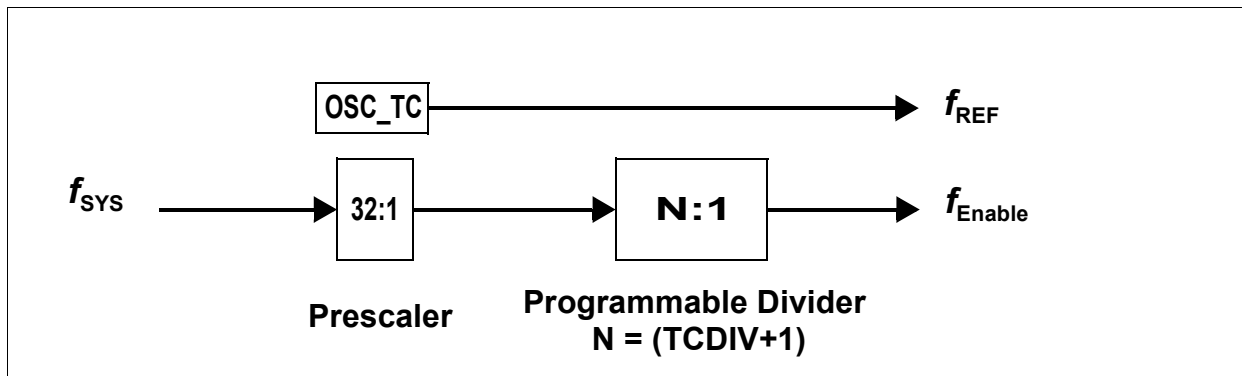 OSC_TC
fREF
fSYS
32:1
N:1
fEnable
Prescaler
Programmable Divider
N = (TCDIV+1)